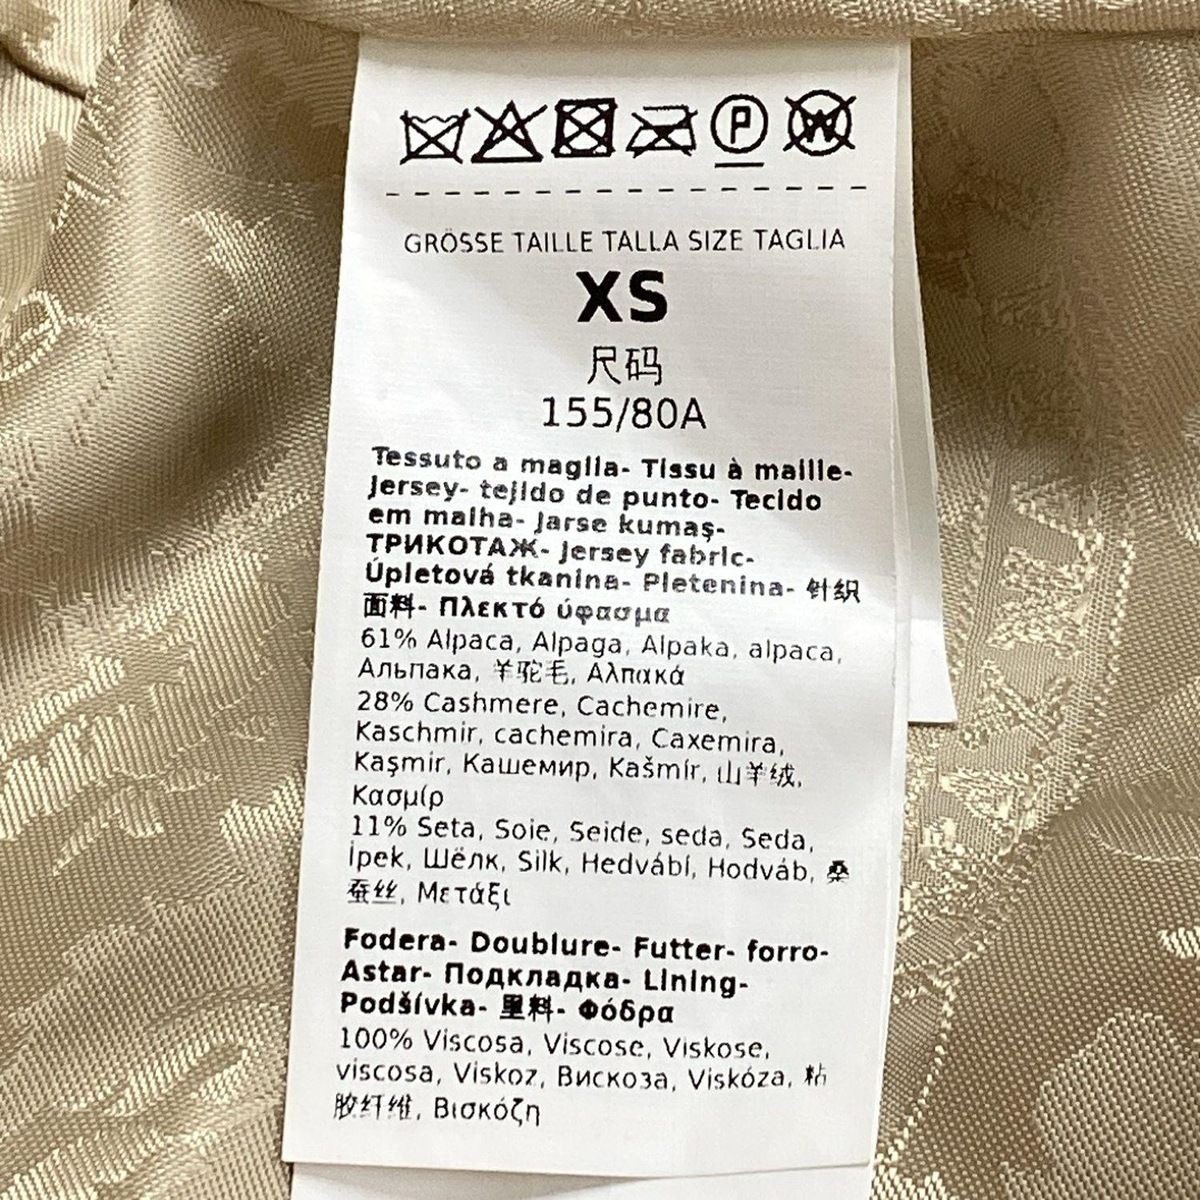 GRÖSSE TAILLE TALLA SIZE TAGLIA
XS
尺码
155/80A
Tessuto a maglia- Tissu à maille-
Jersey- tejido de punto- Tecido
em malha- Jarse kumaş-
ТРИКОТАЖ- Jersey fabric-
Úpletová tkanina- Pletenina- 针织
面料- Πλεκτό ύφασμα
61% Alpaca, Alpaga, Alpaka, alpaca,
Альпака, 羊驼毛, Αλπακά
28% Cashmere, Cachemire,
Kaschmir, cachemira, Caxemira,
Kaşmir, Кашемир, Kašmír, 山羊绒,
Κασμίρ
11% Seta, Soie, Seide, seda, Seda,
İpek, Шёлк, Silk, Hedvábí, Hodváb, 桑
蚕丝, Μετάξι
Fodera- Doublure- Futter- forro-
Astar- Подкладка- Lining-
Podšívka- 里料- Φόδρα
100% Viscosa, Viscose, Viskose,
viscosa, Viskoz, Вискоза, Viskóza, 粘
胶纤维, Βισκόζη